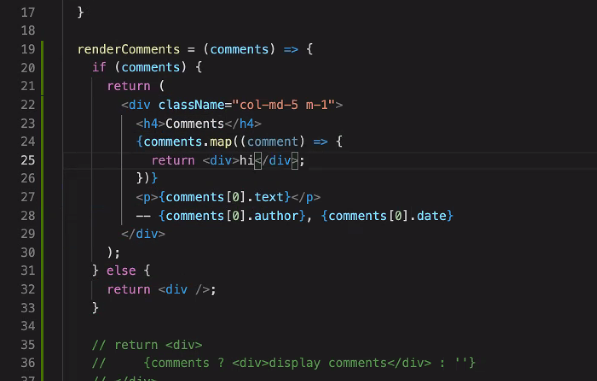 17 }
18
19 renderComments = (comments) => {
20 if (comments) {
21 return (
22 <div className="col-md-5 m-1">
23 <h4>Comments</h4>
24 {comments.map((comment) => {
25 return <div>hi</div>;
26 })}
27 <p>{comments[0].text}</p>
28 -- {comments[0].author}, {comments[0].date}
29 </div>
30 );
31 } else {
32 return <div />;
33 }
34
35 // return <div>
36 // {comments ? <div>display comments</div> : ''}
37 // </div>